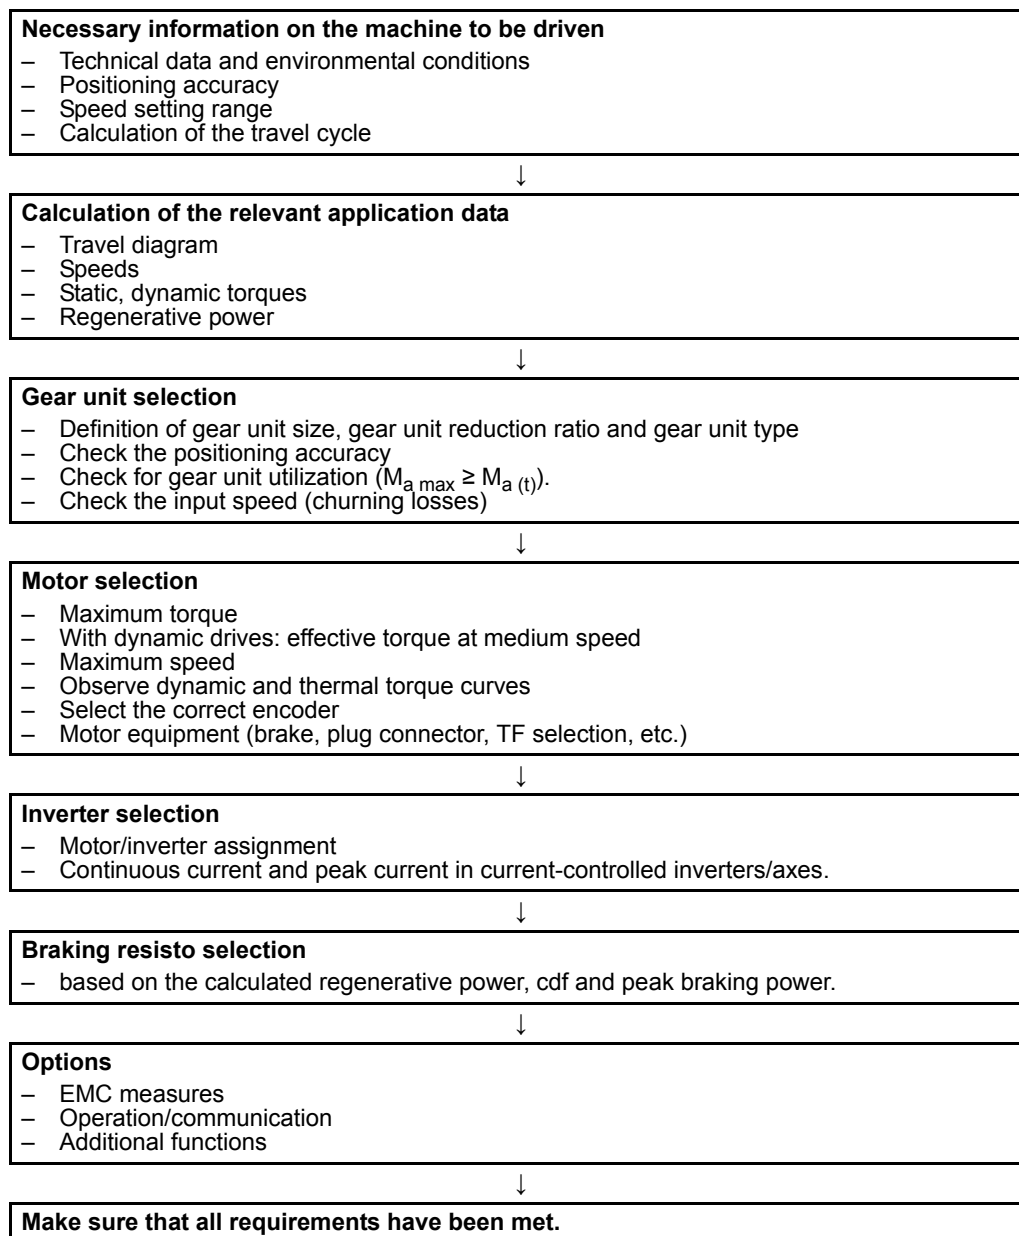 Necessary information on the machine to be driven
– Technical data and environmental conditions
– Positioning accuracy
– Speed setting range
– Calculation of the travel cycle
↓
Calculation of the relevant application data
– Travel diagram
– Speeds
– Static, dynamic torques
– Regenerative power
↓
Gear unit selection
– Definition of gear unit size, gear unit reduction ratio and gear unit type
– Check the positioning accuracy
– Check for gear unit utilization (Ma max ≥ Ma (t)).
– Check the input speed (churning losses)
↓
Motor selection
– Maximum torque
– With dynamic drives: effective torque at medium speed
– Maximum speed
– Observe dynamic and thermal torque curves
– Select the correct encoder
– Motor equipment (brake, plug connector, TF selection, etc.)
↓
Inverter selection
– Motor/inverter assignment
– Continuous current and peak current in current-controlled inverters/axes.
↓
Braking resisto selection
– based on the calculated regenerative power, cdf and peak braking power.
↓
Options
– EMC measures
– Operation/communication
– Additional functions
↓
Make sure that all requirements have been met.